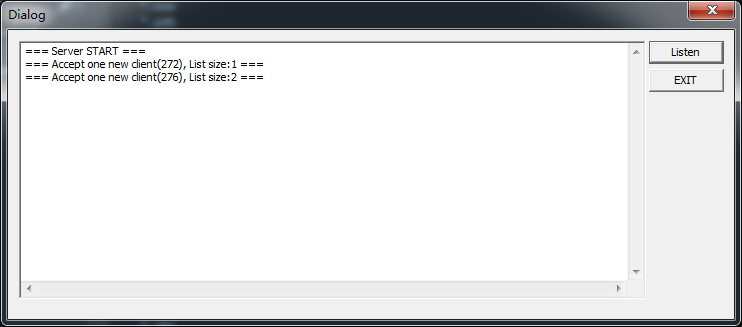 Dialog
=== Server START ===
=== Accept one new client(272), List size:1 ===
=== Accept one new client(276), List size:2 ===
Listen
EXIT